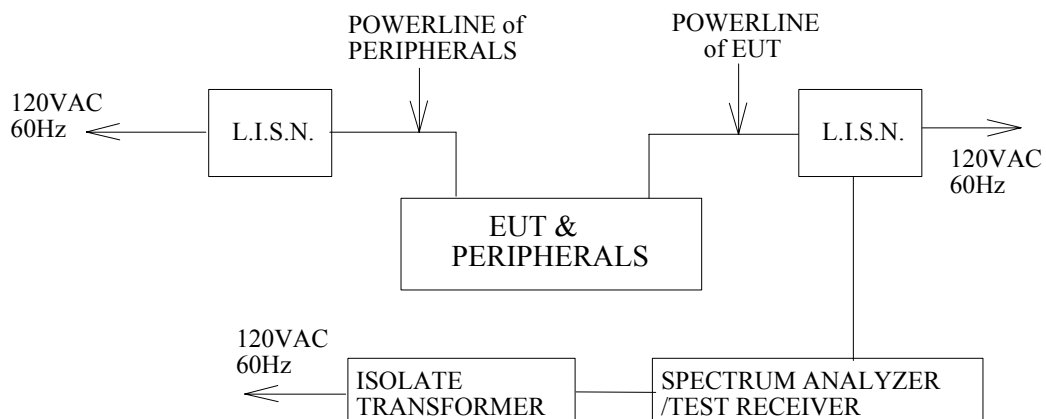 POWERLINE of
PERIPHERALS
POWERLINE
of EUT
120VAC
60Hz
L.I.S.N.
L.I.S.N.
120VAC
60Hz
EUT &
PERIPHERALS
120VAC
60Hz
ISOLATE
TRANSFORMER
SPECTRUM ANALYZER
/TEST RECEIVER